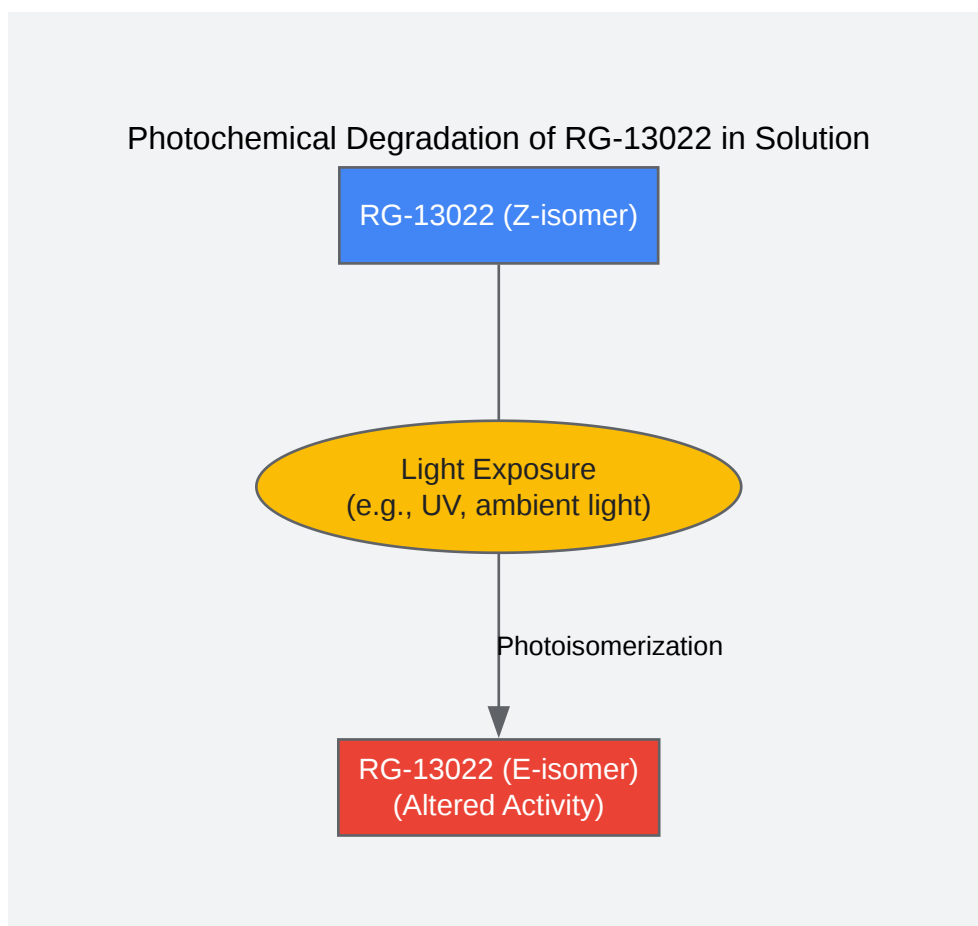 Photochemical Degradation of RG-13022 in Solution
RG-13022 (Z-isomer)
Light Exposure
(e.g., UV, ambient light)
Photoisomerization
RG-13022 (E-isomer)
(Altered Activity)